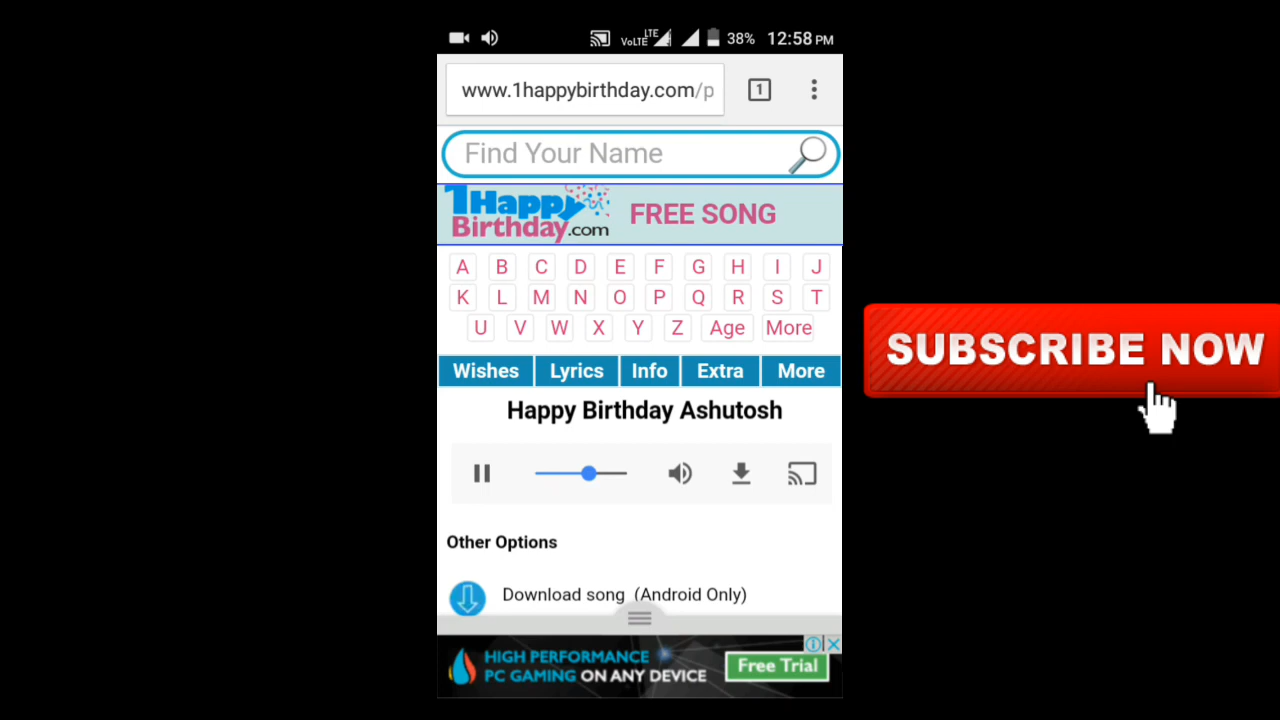 VoLTE LTE 38% 12:58 PM
www.1happybirthday.com/p 1
Find Your Name
1Happy
Birthday.com
FREE SONG
A B C D E F G H I J
K L M N O P Q R S T
U V W X Y Z Age More
Wishes Lyrics Info Extra More
Happy Birthday Ashutosh
Other Options
Download song (Android Only)
HIGH PERFORMANCE
PC GAMING ON ANY DEVICE
Free Trial
SUBSCRIBE NOW